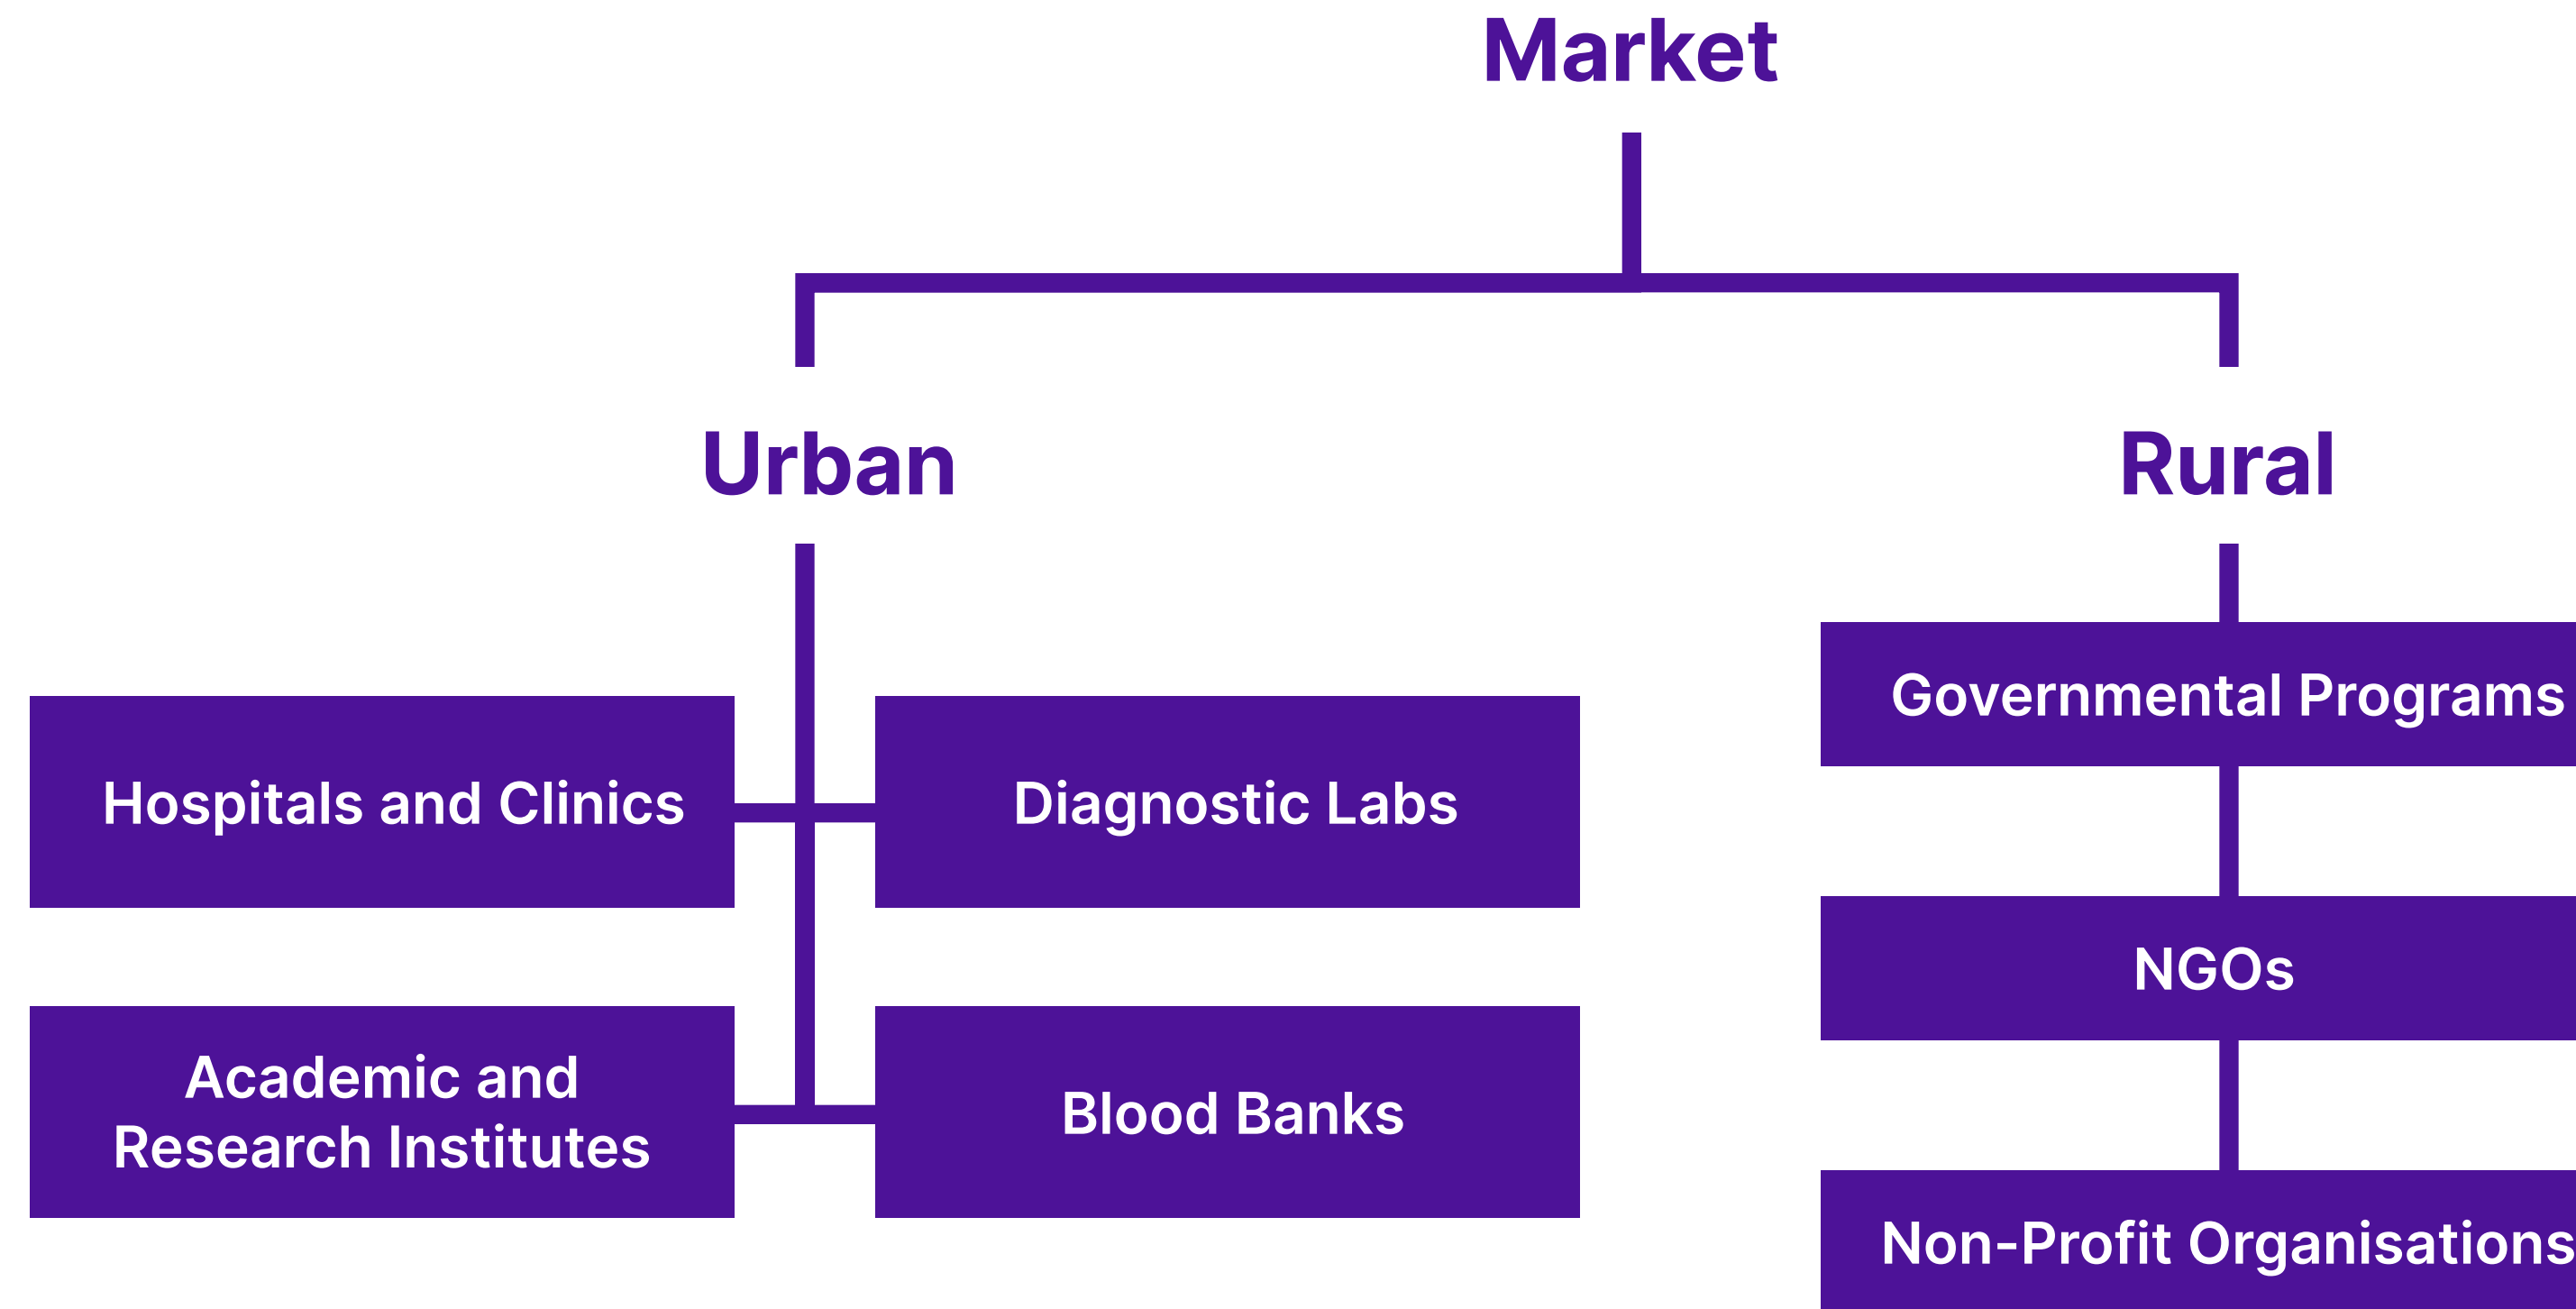 Market
Urban
Rural
Hospitals and Clinics
Diagnostic Labs
Academic and
Research Institutes
Blood Banks
Governmental Programs
NGOs
Non-Profit Organisations